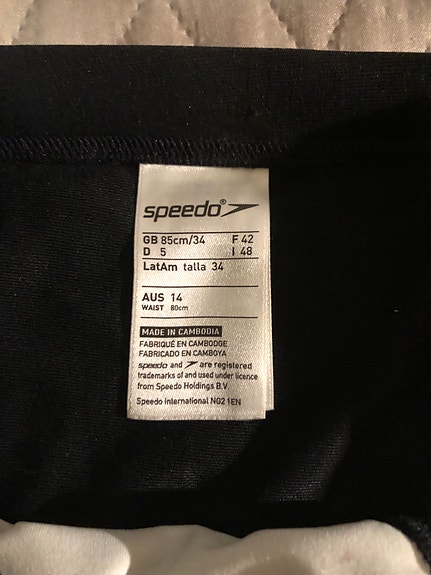 speedo®
GB 85cm/34 F 42
D 5 I 48
LatAm talla 34
AUS 14
WAIST 80cm
MADE IN CAMBODIA
FABRIQUÉ EN CAMBODGE
FABRICADO EN CAMBOYA
speedo and are registered
trademarks of and used under licence
from Speedo Holdings B.V.
Speedo International NG2 1EN